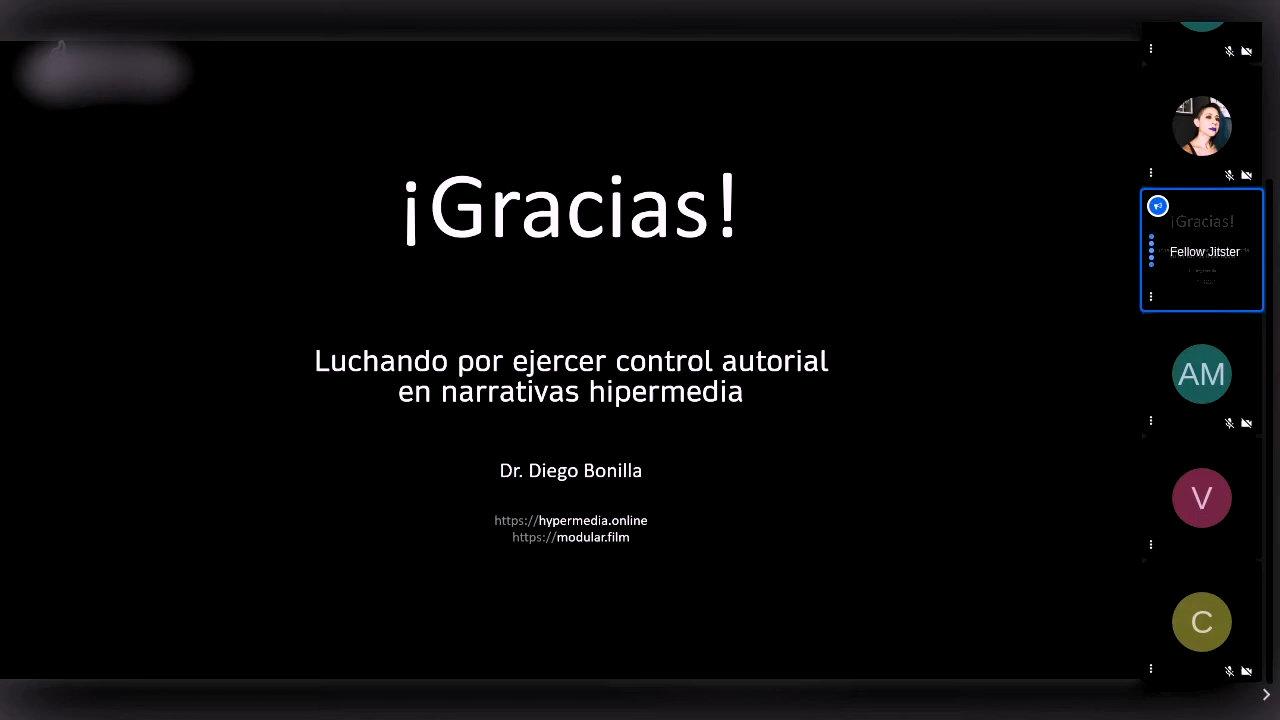 ¡Gracias!
Luchando por ejercer control autorial
en narrativas hipermedia
Dr. Diego Bonilla
https://hypermedia.online
https://modular.film
¡Gracias!
Fellow Jitster
AM
V
C